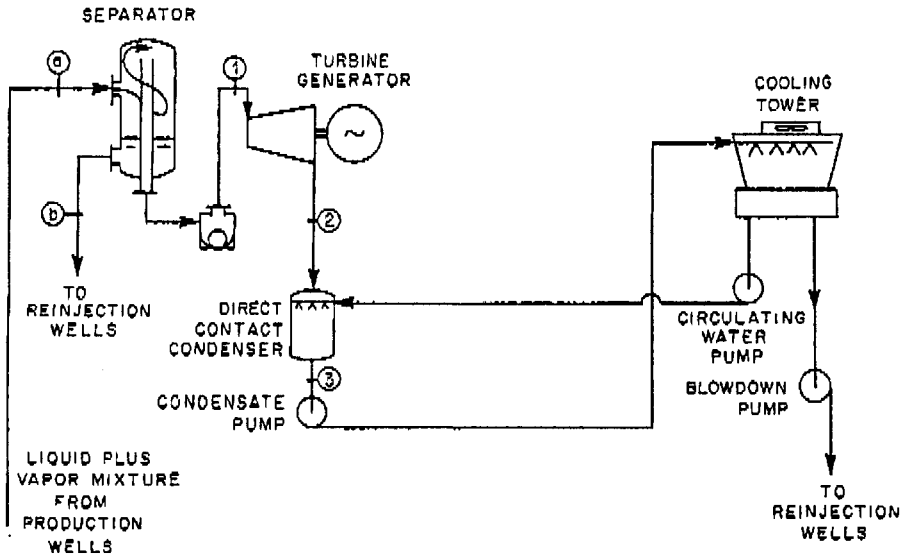 SEPARATOR
a
1
TURBINE
GENERATOR
~
COOLING
TOWER
b
2
TO
REINJECTION
WELLS
DIRECT
CONTACT
CONDENSER
CIRCULATING
WATER
PUMP
3
CONDENSATE
PUMP
BLOWDOWN
PUMP
LIQUID PLUS
VAPOR MIXTURE
FROM
PRODUCTION
WELLS
TO
REINJECTION
WELLS